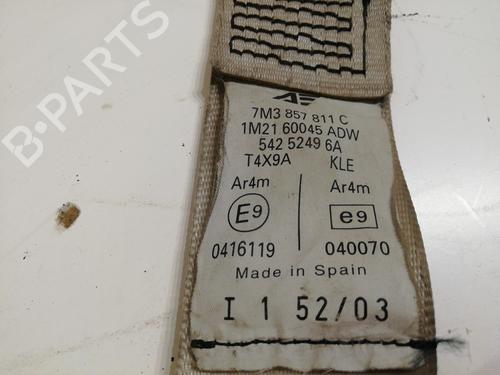 B-PARTS
7M3 857 811 C
1M21 60045 ADW
542 5249 6A
T4X9A KLE
Ar4m Ar4m
E9 e9
0416119 040070
Made in Spain
I 1 52/03